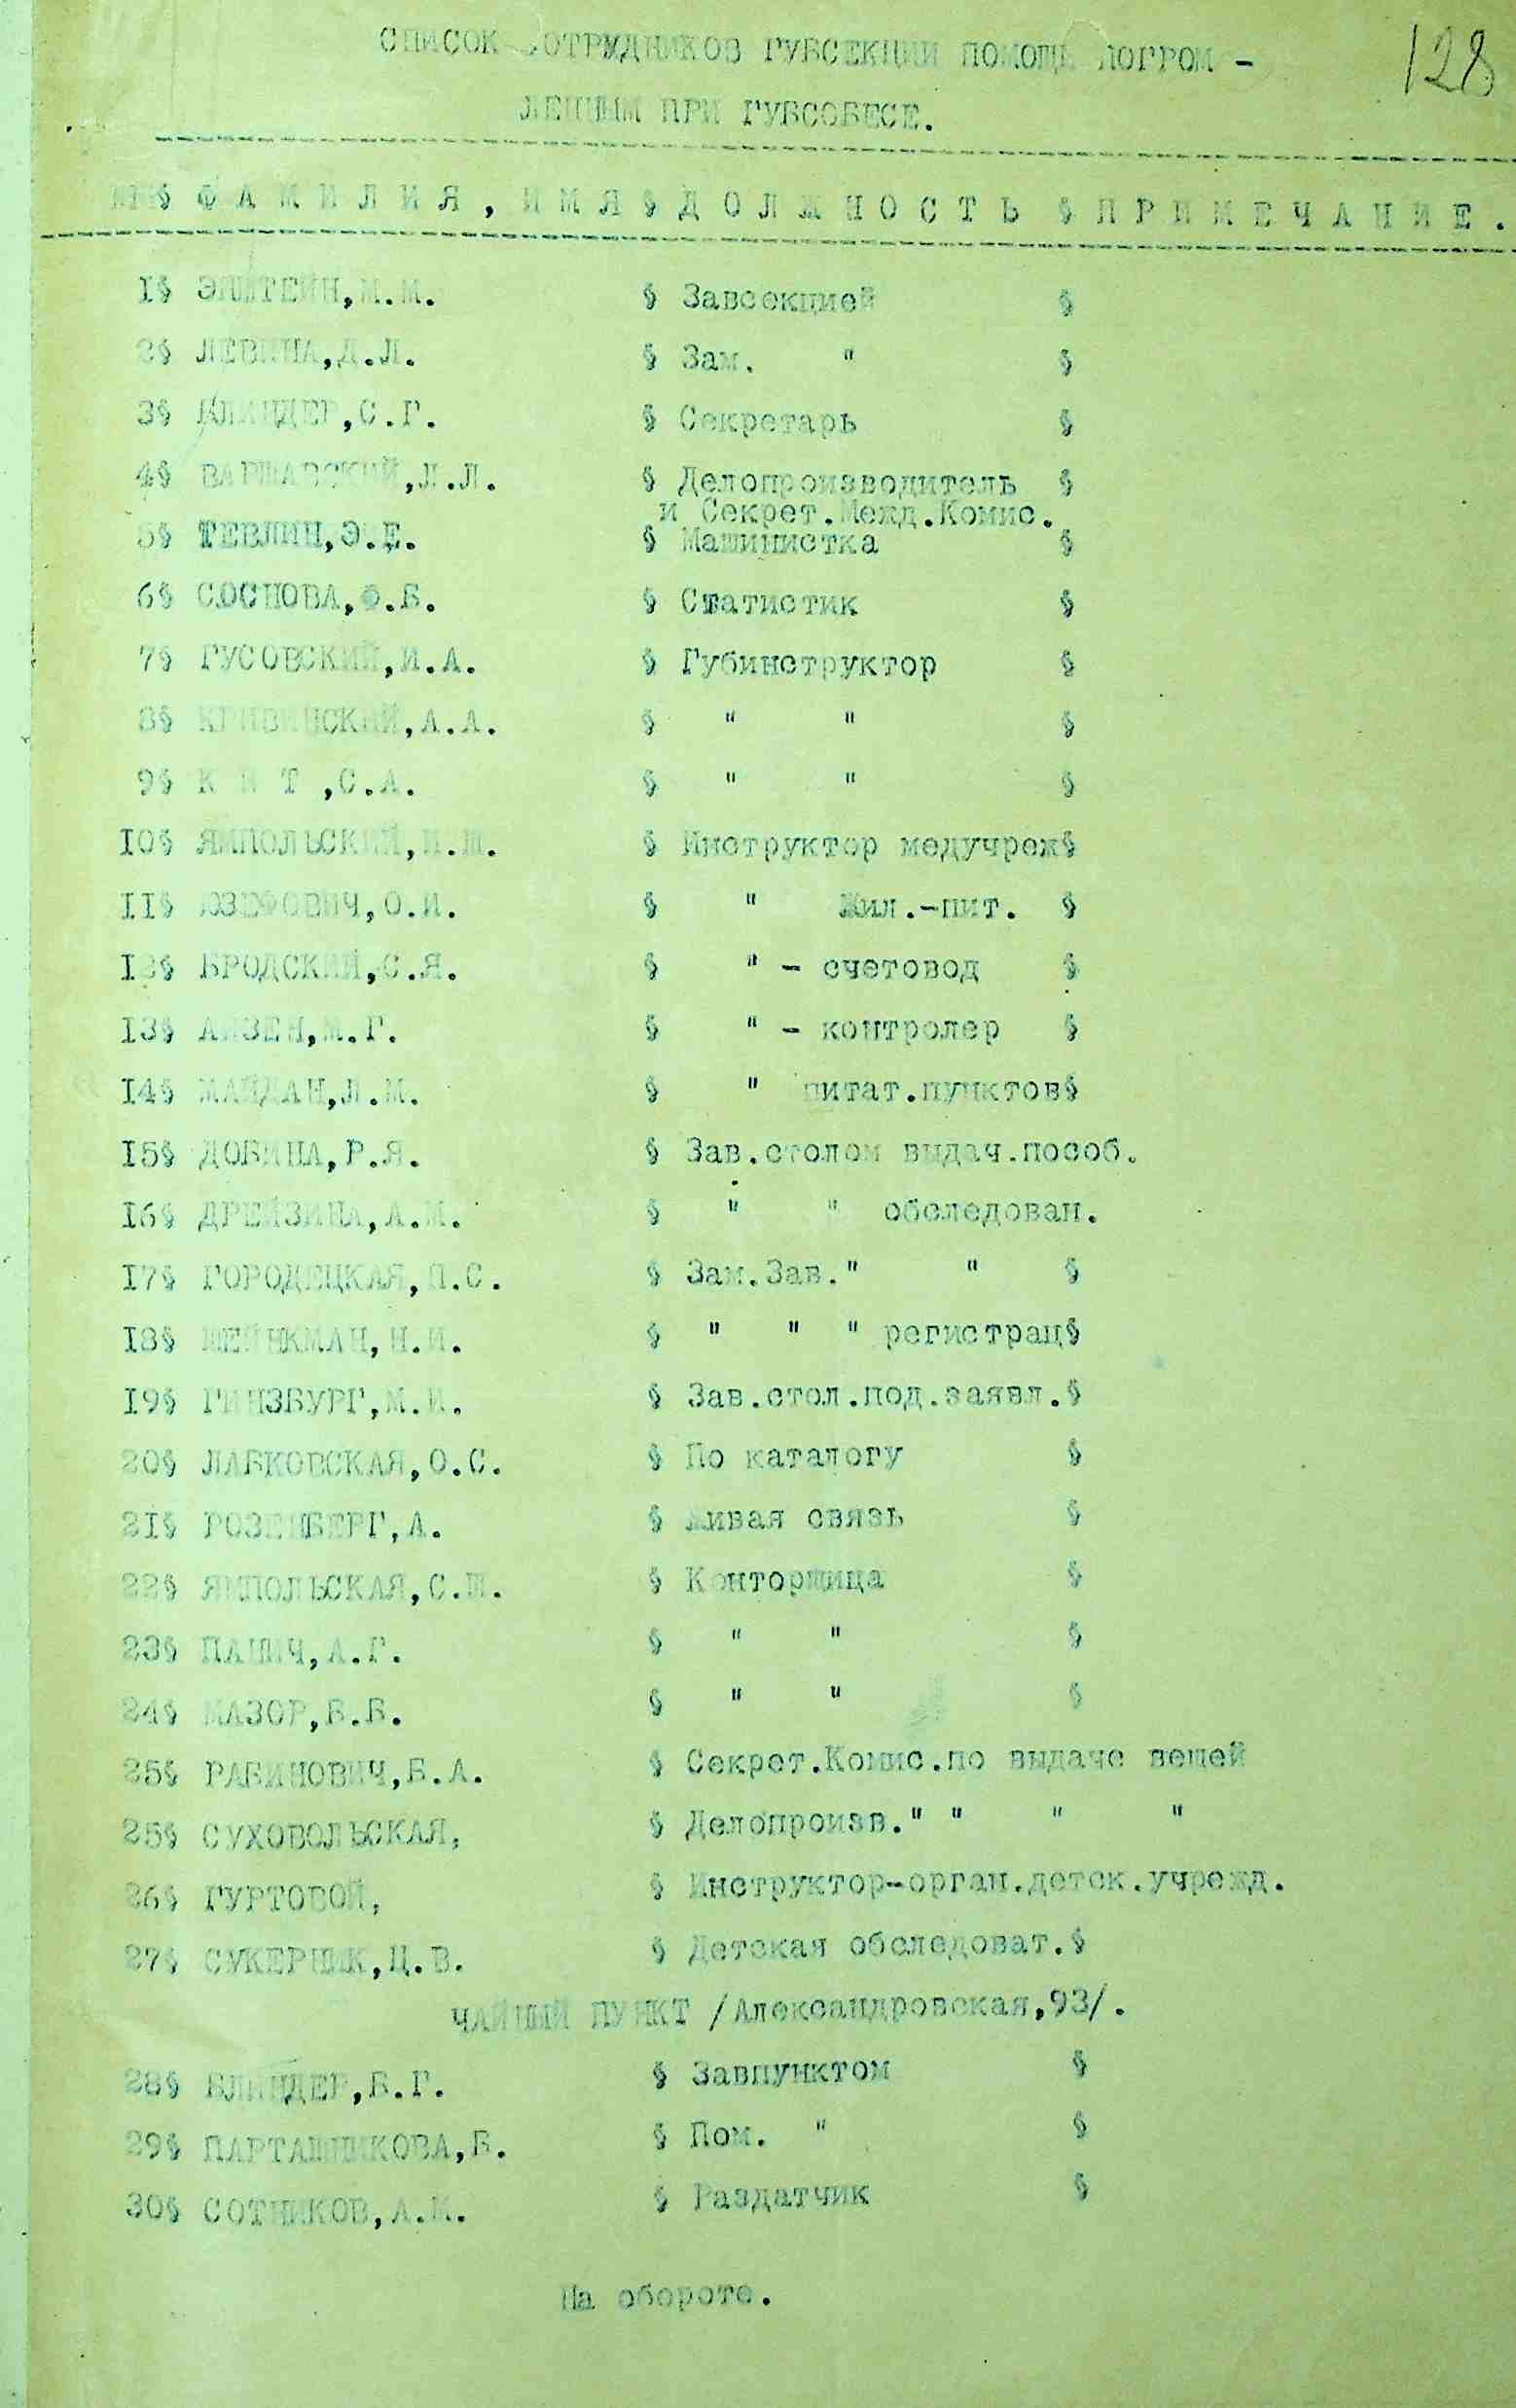 128
СПИСОК СОТРУДНИКОВ ГУБСЕКЦИИ ПОМОЩИ ПОГРОМ -
ЛЕННЫМ ПРИ ГУБСОБЕСЕ.
№№§ ФАМИЛИЯ, ИМЯ § ДОЛЖНОСТЬ § ПРИМЕЧАНИЕ.
1§ ЭПШТЕЙН, М.М. § Завсекцией §
2§ ЛЕВИНА, Д.Л. § Зам. " §
3§ БЛИНДЕР, С.Г. § Секретарь §
4§ ВАРШАВСКИЙ, Л.Л. § Делопроизводитель §
и Секрет.Межд.Комис.
5§ ТЕВЛИН, Э.Е. § Машинистка §
6§ СОСНОВА, Ф.Б. § Статистик §
7§ ГУСОВСКИЙ, И.А. § Губинструктор §
8§ КРИВИНСКИЙ, А.А. § " " §
9§ К И Т , С.А. § " " §
10§ ЯМПОЛЬСКИЙ, П.Ш. § Инструктор медучреж§
11§ ЮЗЕФОВИЧ, О.И. § " Жил.-пит. §
12§ БРОДСКИЙ, С.Я. § " - счетовод §
13§ АЙЗЕН, М.Г. § " - контролер §
14§ МАЙДАН, Л.М. § " питат.пунктов§
15§ ДОБИНА, Р.Я. § Зав.столом выдач.пособ.
16§ ДРЕЙЗИНА, А.М. § " " обследован.
17§ ГОРОДЕЦКАЯ, П.С. § Зам.Зав." " §
18§ ШЕЙНКМАН, Н.И. § " " " регистрац§
19§ ГИНЗБУРГ, М.И. § Зав.стол.под.заявл.§
20§ ЛАБКОВСКАЯ, О.С. § По каталогу §
21§ РОЗЕНБЕРГ, А. § Живая связь §
22§ ЯМПОЛЬСКАЯ, С.Ш. § Конторщица §
23§ ПАШИЧ, А.Г. § " " §
24§ МАЗОР, Б.Б. § " " §
25§ РАБИНОВИЧ, Б.А. § Секрет.Комис.по выдаче вещей
25§ СУХОВОЛЬСКАЯ, § Делопроизв." " " "
26§ ГУРТОВОЙ, § Инструктор-орган.детск.учрежд.
27§ СУКЕРНИК, Ц.В. § Детская обследоват.§
ЧАЙНЫЙ ПУНКТ /Александровская,93/.
28§ БЛИНДЕР, Б.Г. § Завпунктом §
29§ ПАРТАШНИКОВА, Б. § Пом. " §
30§ СОТНИКОВ, А.М. § Раздатчик §
На обороте.